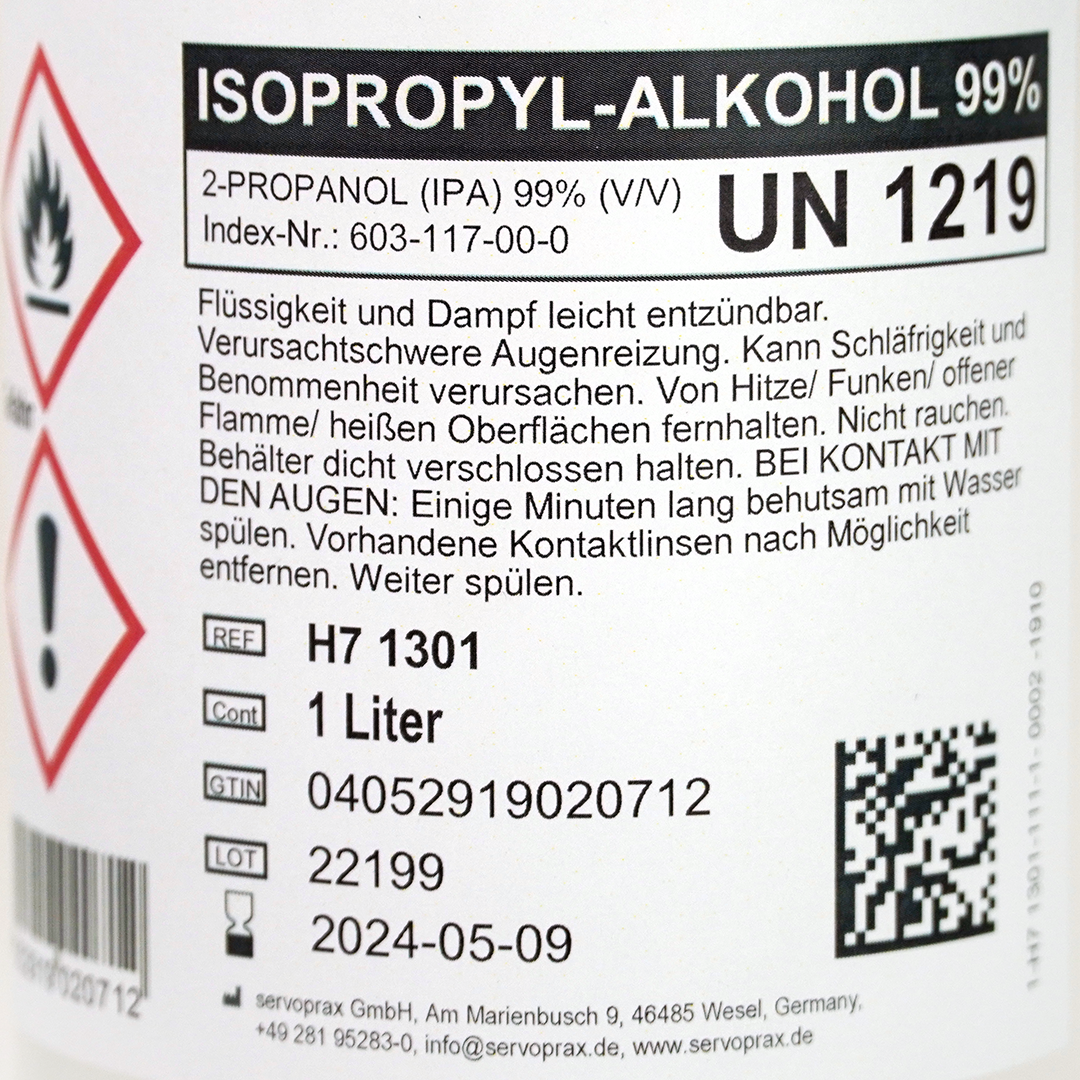 ISOPROPYL-ALKOHOL 99%
2-PROPANOL (IPA) 99% (V/V)
Index-Nr.: 603-117-00-0
UN 1219
Flüssigkeit und Dampf leicht entzündbar.
Verursachtschwere Augenreizung. Kann Schläfrigkeit und
Benommenheit verursachen. Von Hitze/ Funken/ offener
Flamme/ heißen Oberflächen fernhalten. Nicht rauchen.
Behälter dicht verschlossen halten. BEI KONTAKT MIT
DEN AUGEN: Einige Minuten lang behutsam mit Wasser
spülen. Vorhandene Kontaktlinsen nach Möglichkeit
entfernen. Weiter spülen.
REF H7 1301
Cont 1 Liter
GTIN 04052919020712
LOT 22199
2024-05-09
servoprax GmbH, Am Marienbusch 9, 46485 Wesel, Germany,
+49 281 95283-0, info@servoprax.de, www.servoprax.de
1-H7 1301-111-1- 0002 -1910